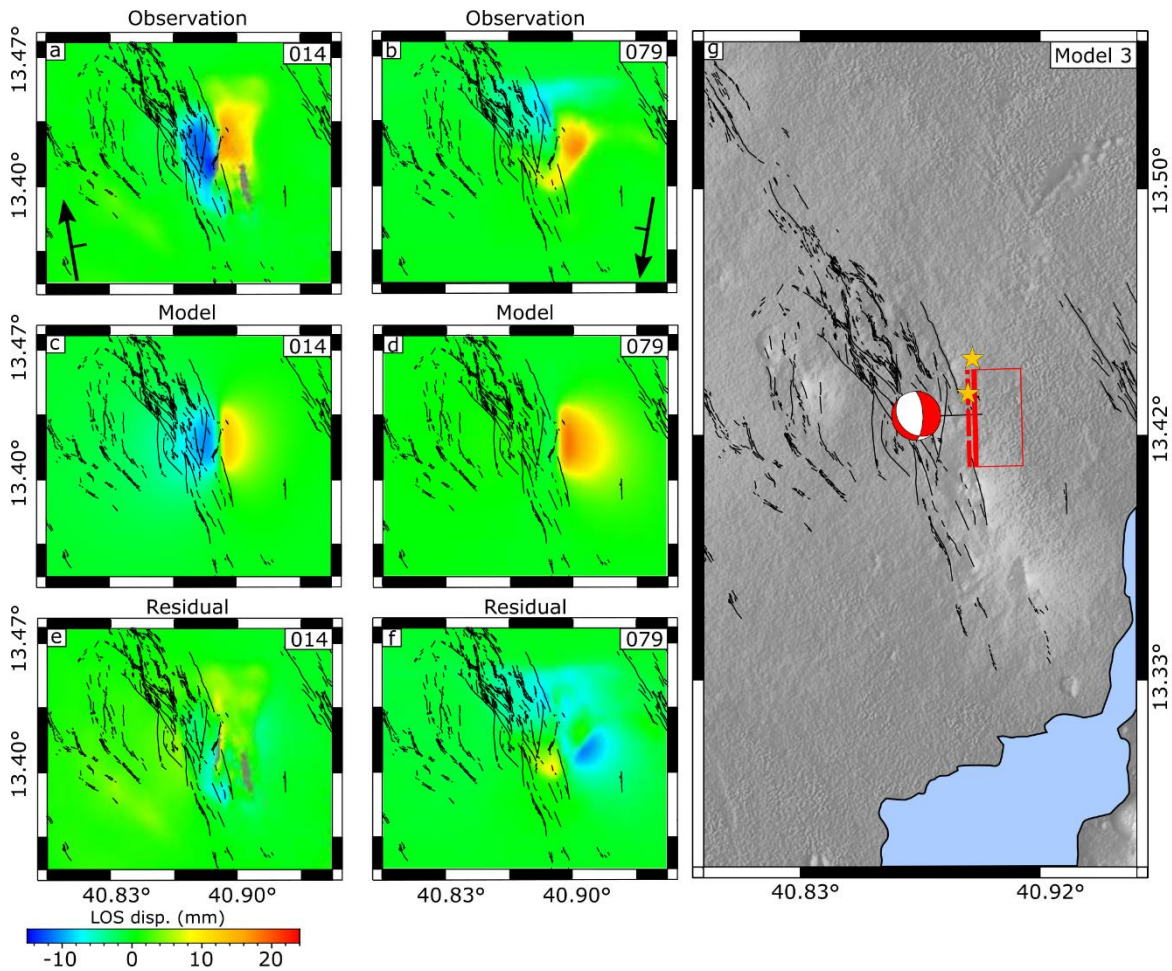 Observation
Observation
a
014
b
079
g
Model 3
13.47°
13.40°
Model
Model
c
014
d
079
13.47°
13.40°
Residual
Residual
e
014
f
079
13.47°
13.40°
40.83°
40.90°
40.83°
40.90°
13.50°
13.42°
13.33°
40.83°
40.92°
LOS disp. (mm)
-10
0
10
20